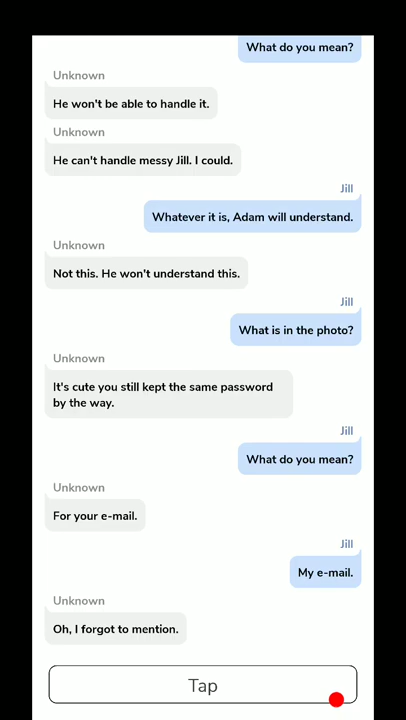 What do you mean?
Unknown
He won't be able to handle it.
Unknown
He can't handle messy Jill. I could.
Jill
Whatever it is, Adam will understand.
Unknown
Not this. He won't understand this.
Jill
What is in the photo?
Unknown
It's cute you still kept the same password
by the way.
Jill
What do you mean?
Unknown
For your e-mail.
Jill
My e-mail.
Unknown
Oh, I forgot to mention.
Tap